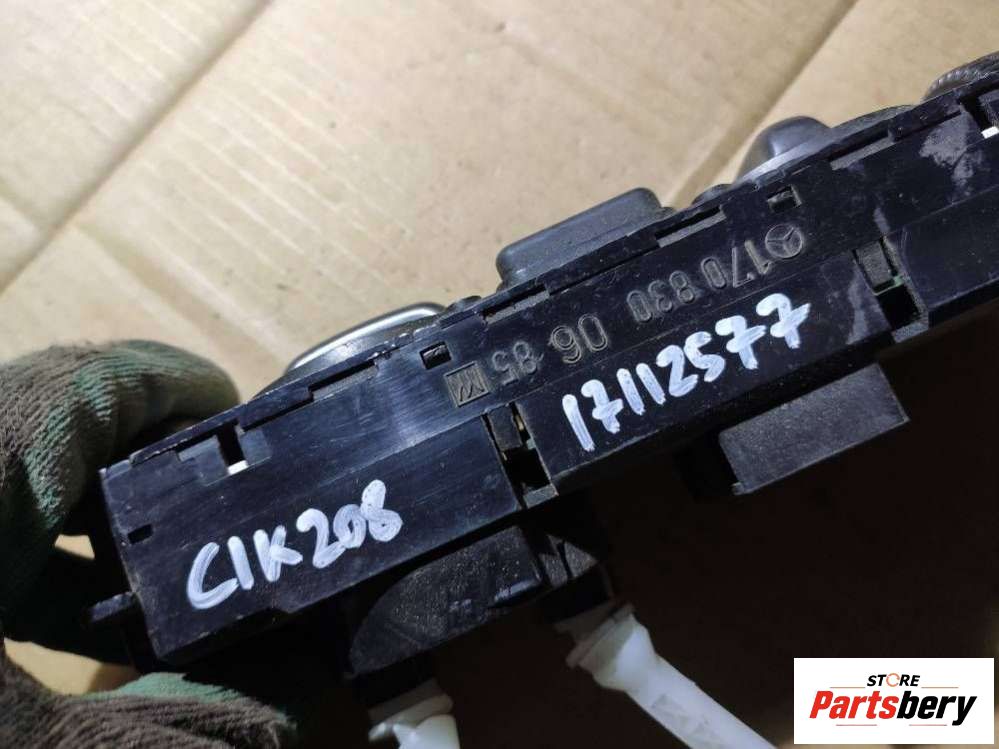 170 830 06 85
17112577
CLK208
STORE
Partsbery